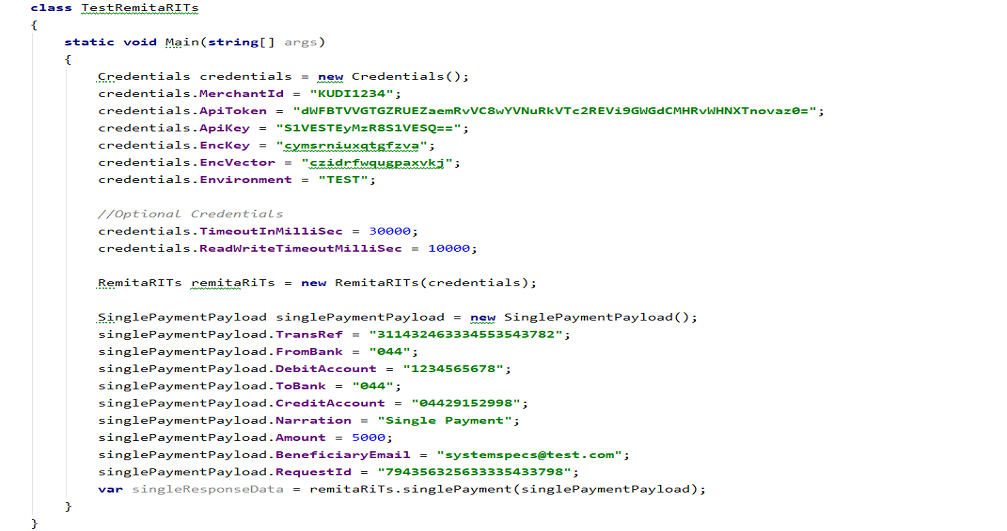 class TestRemitaRITs
{
static void Main(string[] args)
{
Credentials credentials = new Credentials();
credentials.MerchantId = "KUDI1234";
credentials.ApiToken = "dWFBTVVGTGZRUEZaemRvVC8wYVNuRkVTc2REVi9GWGdCMHRvWHNXTnovaz0=";
credentials.ApiKey = "S1VESTEyMzR8S1VESQ==";
credentials.EncKey = "cymsrniuxqtgfzva";
credentials.EncVector = "czidrfwqugpaxvkj";
credentials.Environment = "TEST";
//Optional Credentials
credentials.TimeoutInMilliSec = 30000;
credentials.ReadWriteTimeoutMilliSec = 10000;
RemitaRITs remitaRiTs = new RemitaRITs(credentials);
SinglePaymentPayload singlePaymentPayload = new SinglePaymentPayload();
singlePaymentPayload.TransRef = "311432463334553543782";
singlePaymentPayload.FromBank = "044";
singlePaymentPayload.DebitAccount = "1234565678";
singlePaymentPayload.ToBank = "044";
singlePaymentPayload.CreditAccount = "04429152998";
singlePaymentPayload.Narration = "Single Payment";
singlePaymentPayload.Amount = 5000;
singlePaymentPayload.BeneficiaryEmail = "systemspecs@test.com";
singlePaymentPayload.RequestId = "794356325633335433798";
var singleResponseData = remitaRiTs.singlePayment(singlePaymentPayload);
}
}